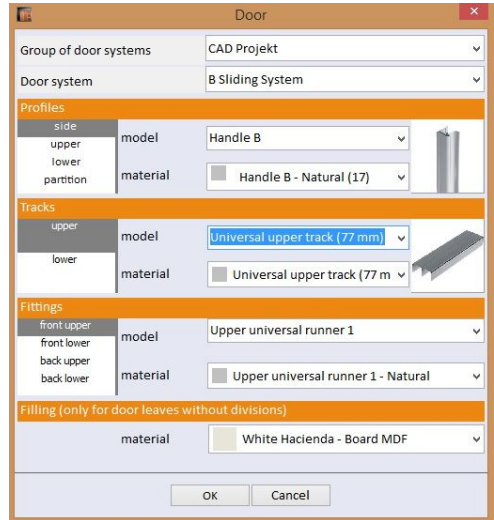 Door
Group of door systems CAD Projekt
Door system B Sliding System
Profiles
side
upper
lower
partition
model Handle B
material Handle B - Natural (17)
Tracks
upper
lower
model Universal upper track (77 mm)
material Universal upper track (77 m
Fittings
front upper
front lower
back upper
back lower
model Upper universal runner 1
material Upper universal runner 1 - Natural
Filling (only for door leaves without divisions)
material White Hacienda - Board MDF
OK Cancel